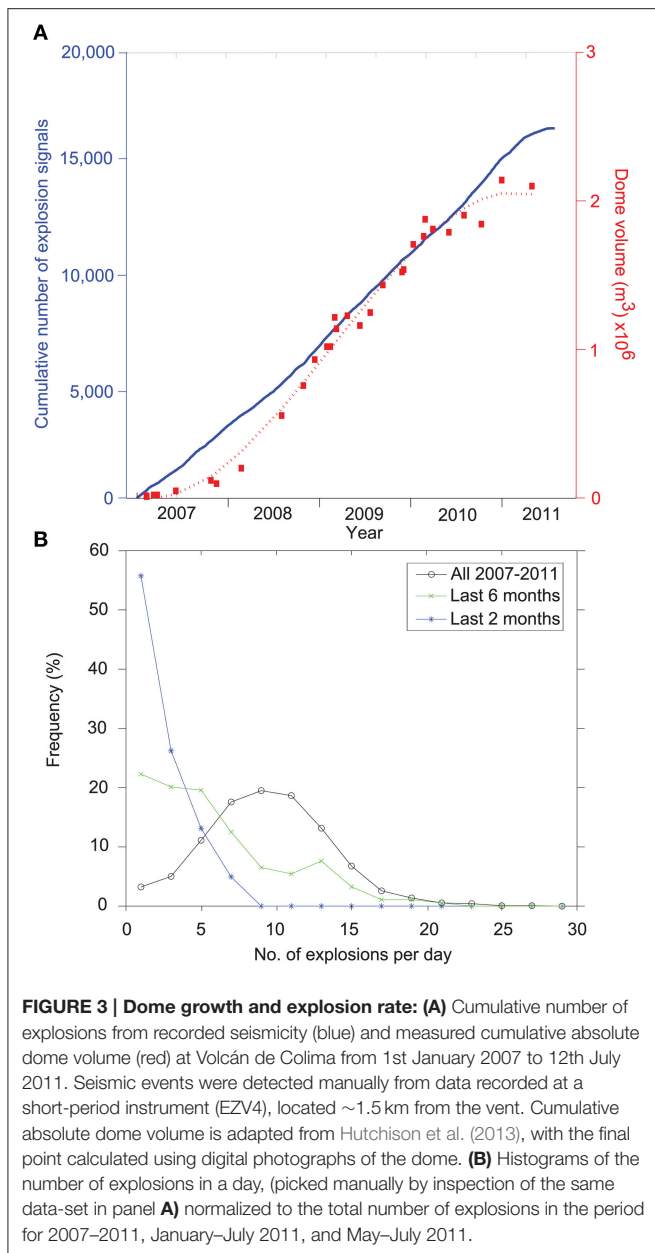 A
20,000
15,000
10,000
5,000
0
Cumulative number of explosion signals
3
2
1
0
Dome volume (m3) x106
2007 2008 2009 2010 2011
Year
B
60
50
40
30
20
10
0
Frequency (%)
All 2007-2011
Last 6 months
Last 2 months
0 5 10 15 20 25 30
No. of explosions per day
FIGURE 3 | Dome growth and explosion rate: (A) Cumulative number of
explosions from recorded seismicity (blue) and measured cumulative absolute
dome volume (red) at Volcán de Colima from 1st January 2007 to 12th July
2011. Seismic events were detected manually from data recorded at a
short-period instrument (EZV4), located ∼1.5 km from the vent. Cumulative
absolute dome volume is adapted from Hutchison et al. (2013), with the final
point calculated using digital photographs of the dome. (B) Histograms of the
number of explosions in a day, (picked manually by inspection of the same
data-set in panel A) normalized to the total number of explosions in the period
for 2007–2011, January–July 2011, and May–July 2011.